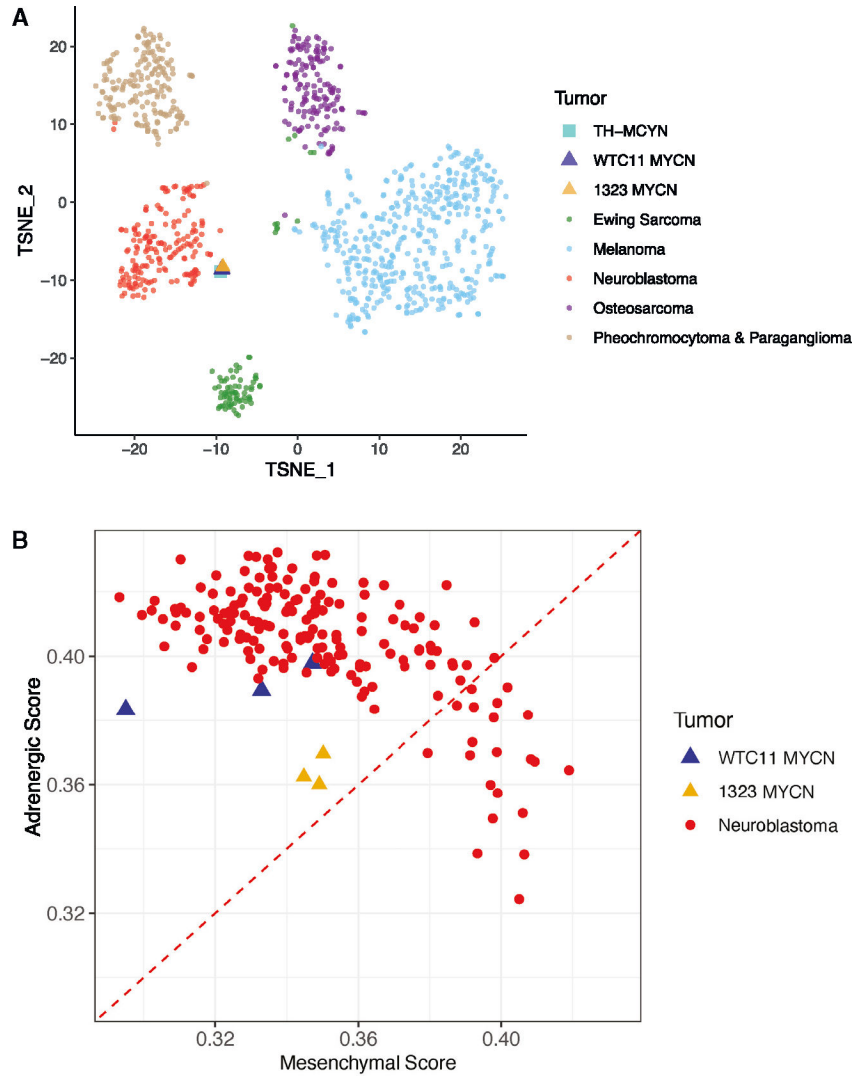 A
20
10
0
−10
−20
TSNE_2
−20
−10
0
10
20
TSNE_1
Tumor
TH−MCYN
WTC11 MYCN
1323 MYCN
Ewing Sarcoma
Melanoma
Neuroblastoma
Osteosarcoma
Pheochromocytoma & Paraganglioma
B
0.40
0.36
0.32
Adrenergic Score
0.32
0.36
0.40
Mesenchymal Score
Tumor
WTC11 MYCN
1323 MYCN
Neuroblastoma